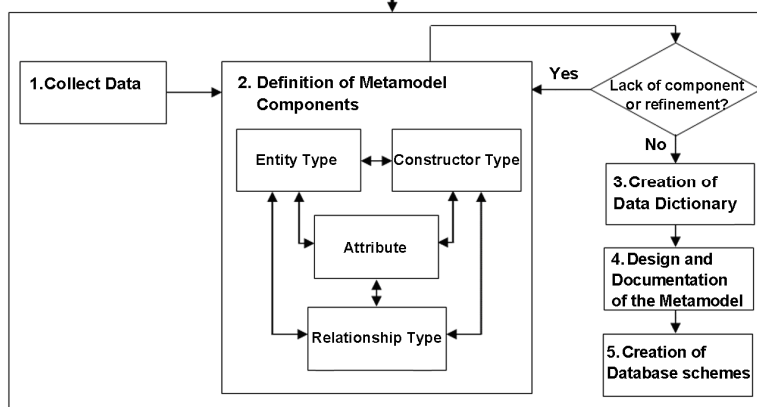 1.Collect Data
2. Definition of Metamodel
Components
Entity Type
Constructor Type
Attribute
Relationship Type
Yes
Lack of component
or refinement?
No
3.Creation of
Data Dictionary
4. Design and
Documentation
of the Metamodel
5.Creation of
Database schemes